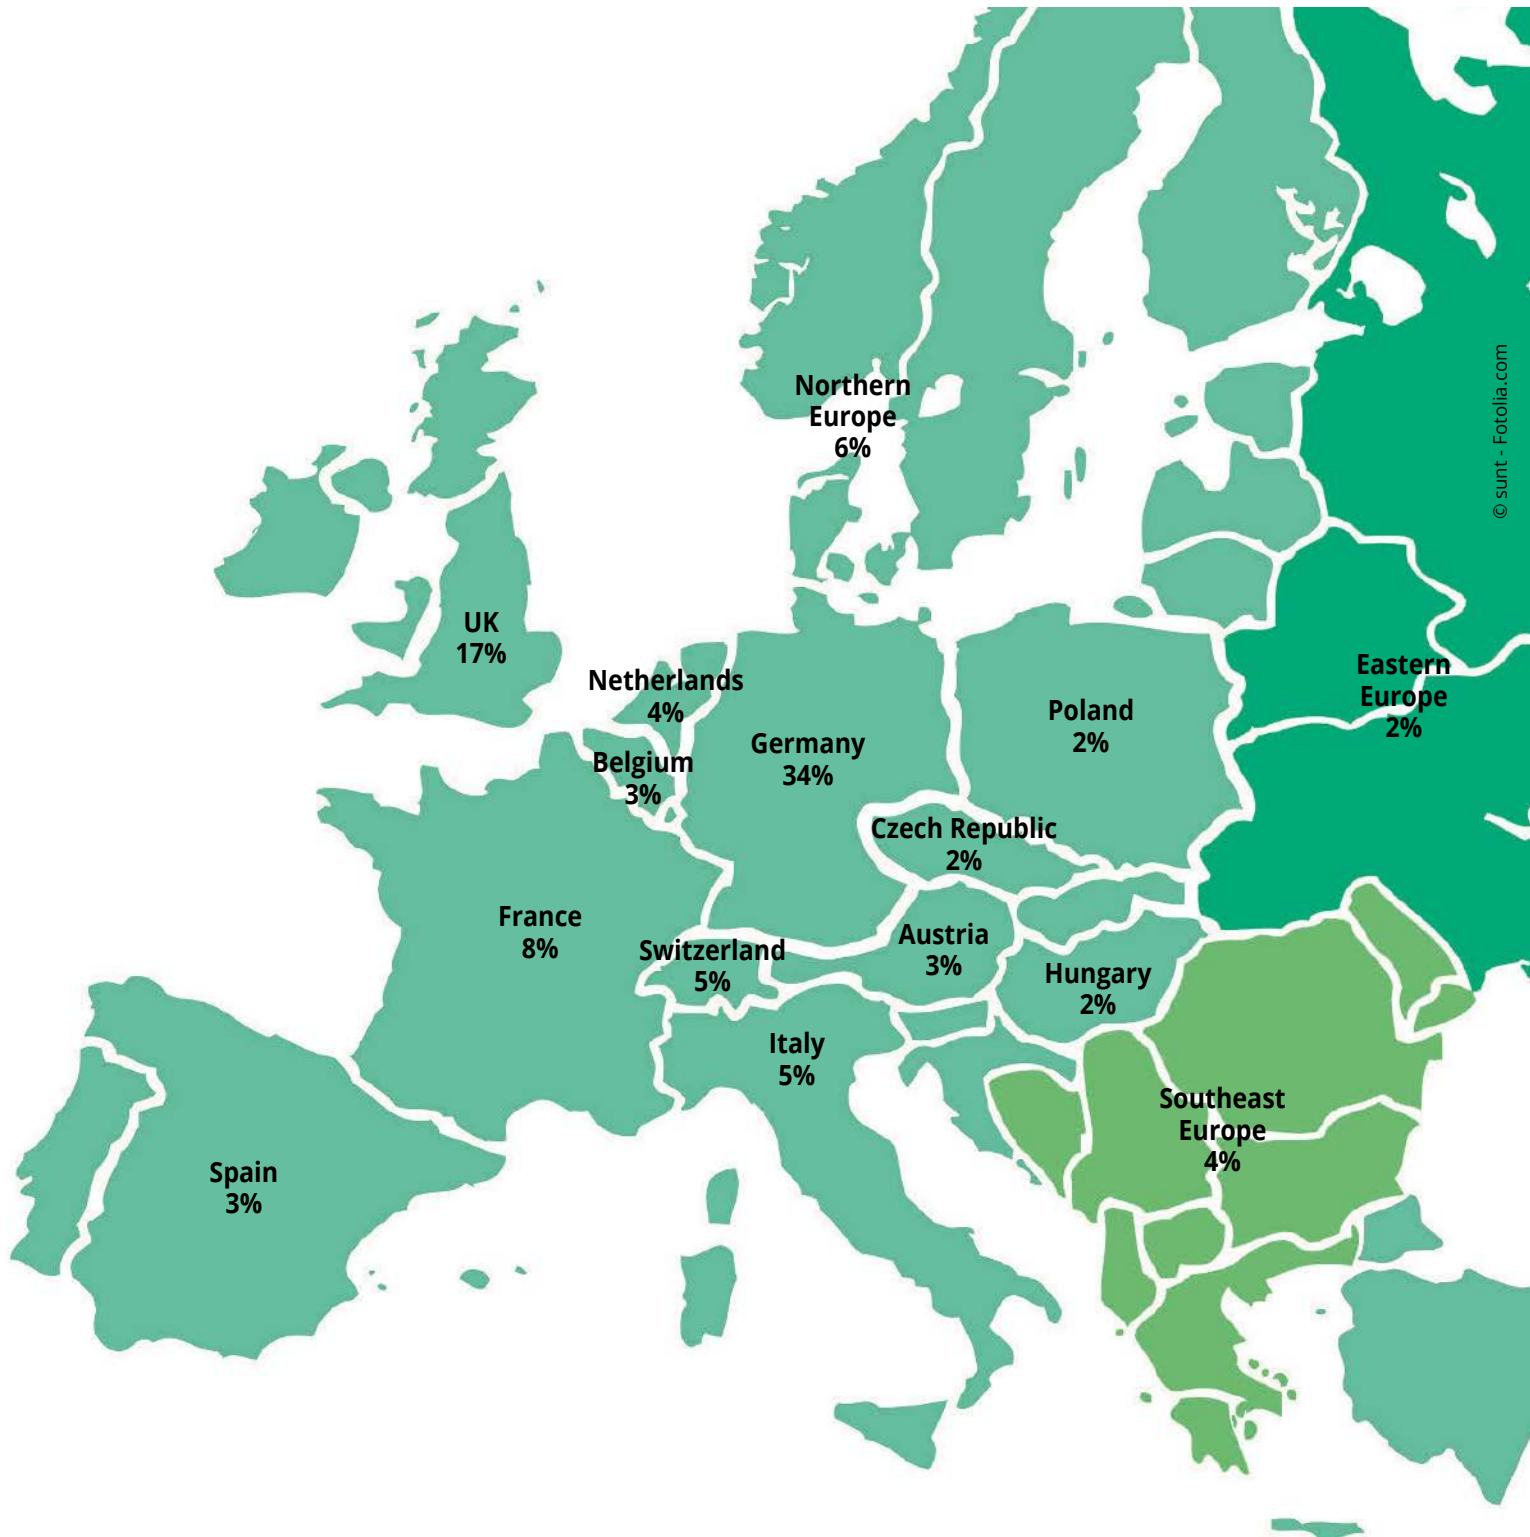 Northern
Europe
6%
© sunt - Fotolia.com
UK
17%
Netherlands
4%
Eastern
Europe
2%
Poland
2%
Germany
34%
Belgium
3%
Czech Republic
2%
France
8%
Switzerland
5%
Austria
3%
Hungary
2%
Italy
5%
Southeast
Europe
4%
Spain
3%